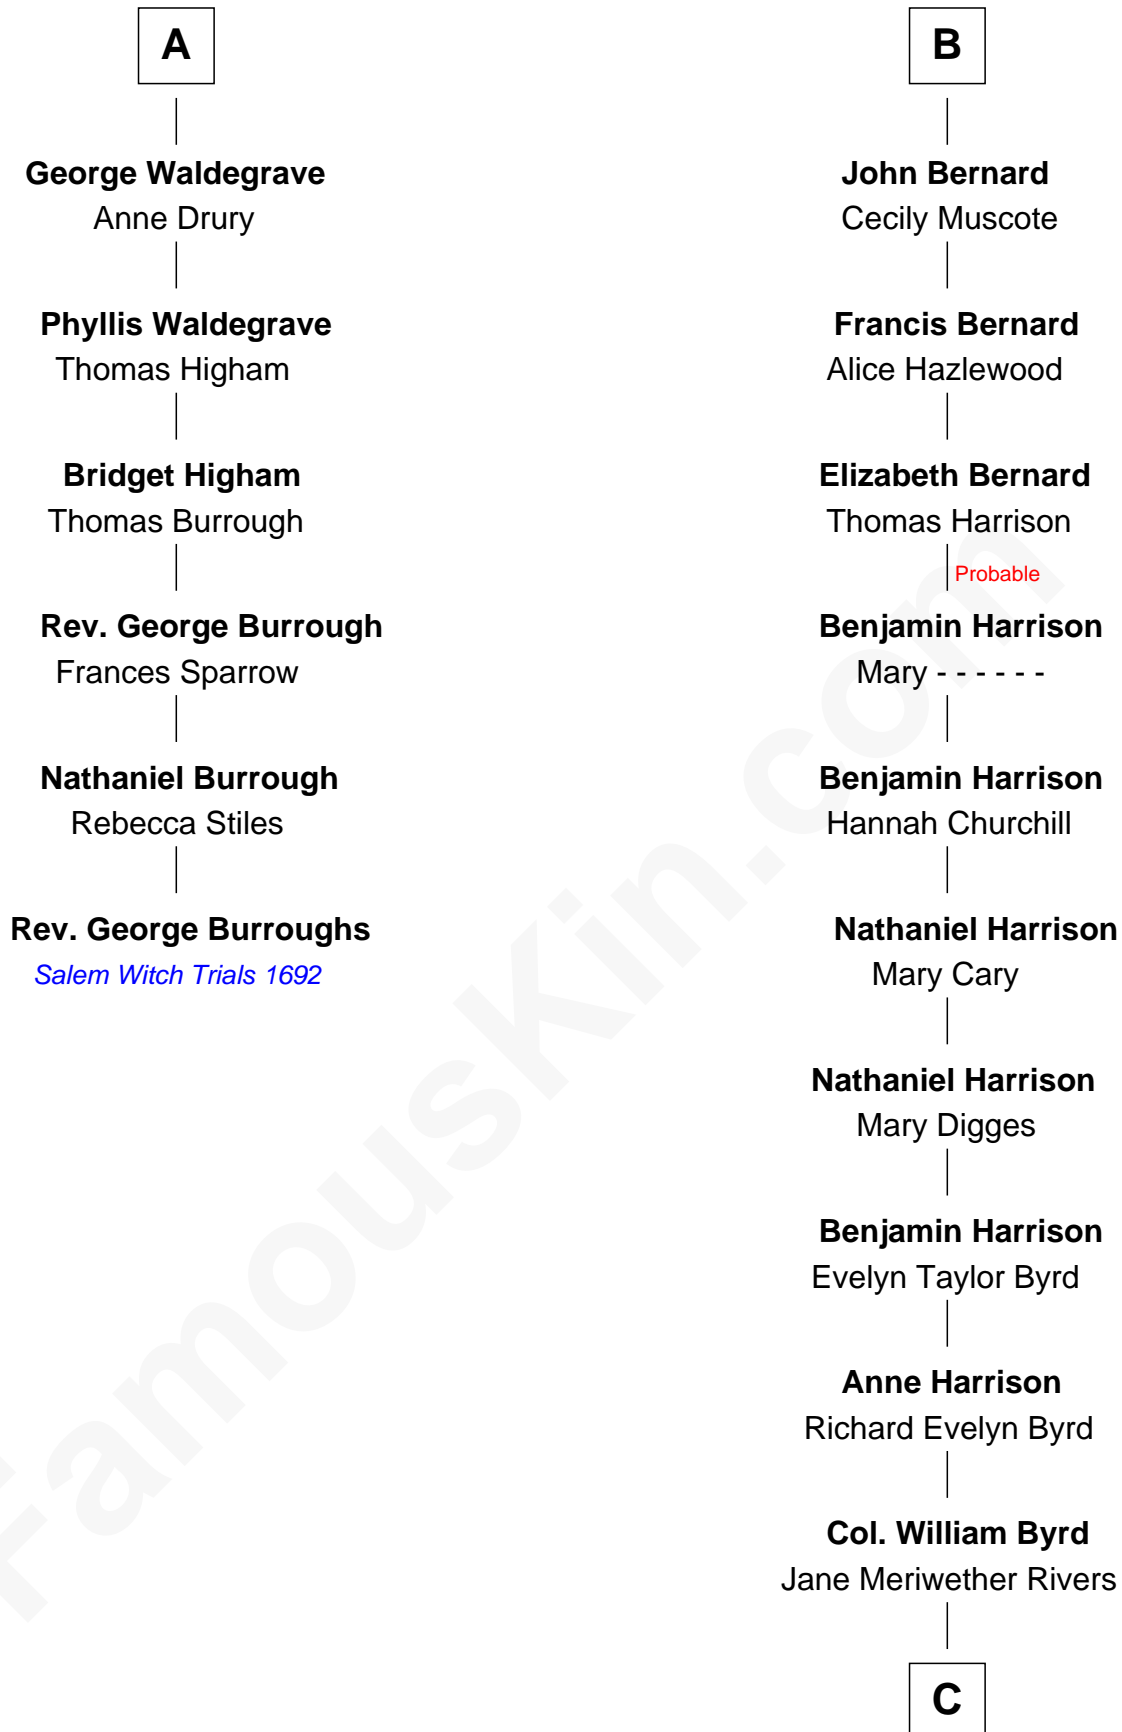 A
George Waldegrave
Anne Drury
Phyllis Waldegrave
Thomas Higham
Bridget Higham
Thomas Burrough
Rev. George Burrough
Frances Sparrow
Nathaniel Burrough
Rebecca Stiles
Rev. George Burroughs
Salem Witch Trials 1692
B
John Bernard
Cecily Muscote
Francis Bernard
Alice Hazlewood
Elizabeth Bernard
Thomas Harrison
Probable
Benjamin Harrison
Mary - - - - - -
Benjamin Harrison
Hannah Churchill
Nathaniel Harrison
Mary Cary
Nathaniel Harrison
Mary Digges
Benjamin Harrison
Evelyn Taylor Byrd
Anne Harrison
Richard Evelyn Byrd
Col. William Byrd
Jane Meriwether Rivers
C
FamousKin.com